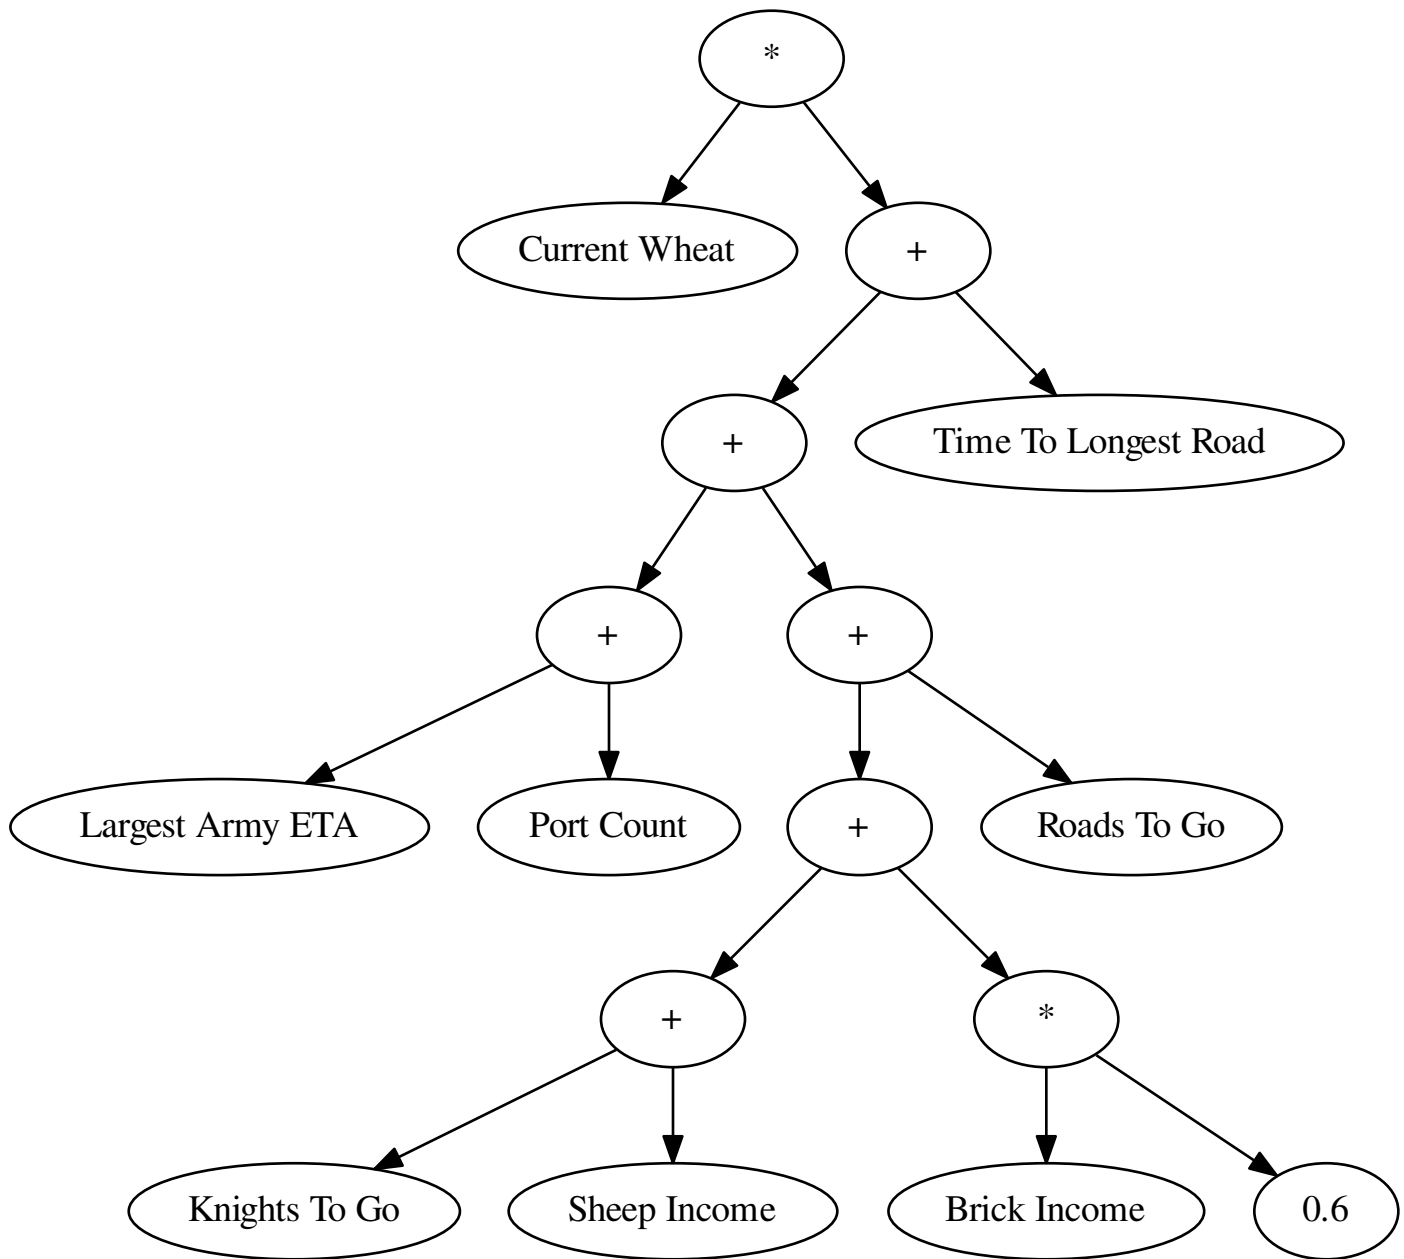 *
Current Wheat
+
+
Time To Longest Road
+
+
Largest Army ETA
Port Count
+
Roads To Go
+
*
Knights To Go
Sheep Income
Brick Income
0.6